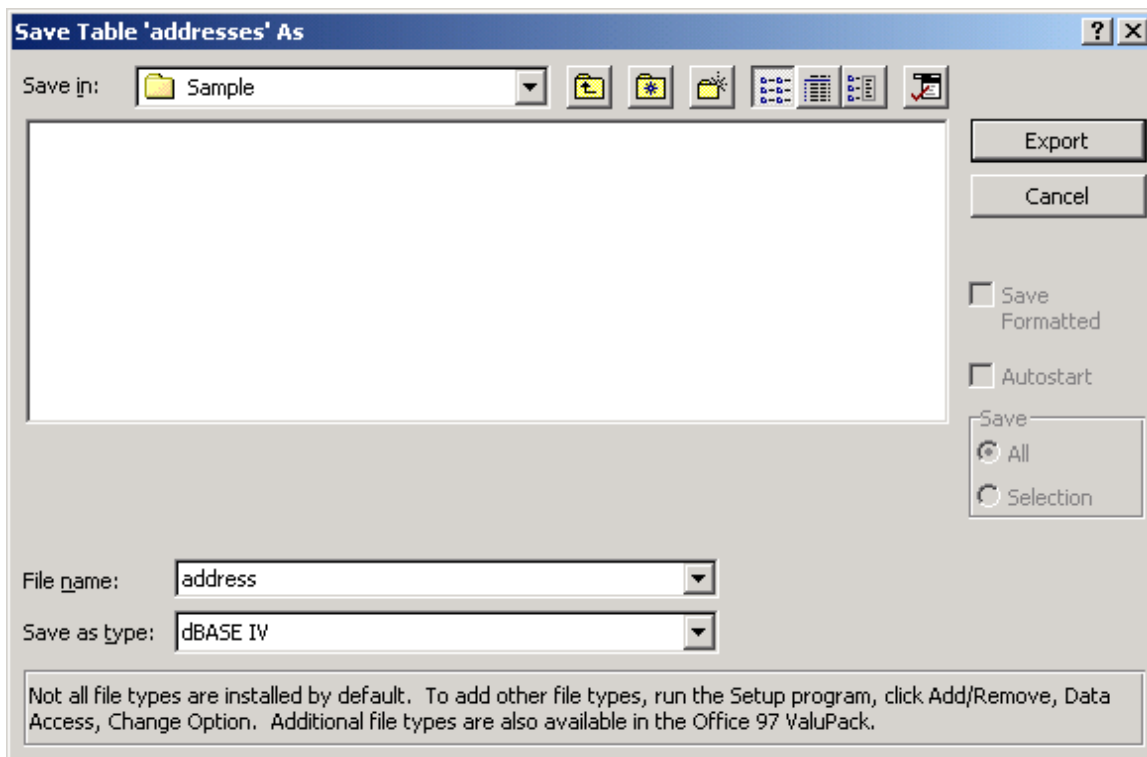 Save Table 'addresses' As
Save in: Sample
Export
Cancel
Save
Formatted
Autostart
Save
All
Selection
File name: address
Save as type: dBASE IV
Not all file types are installed by default.  To add other file types, run the Setup program, click Add/Remove, Data
Access, Change Option.  Additional file types are also available in the Office 97 ValuPack.